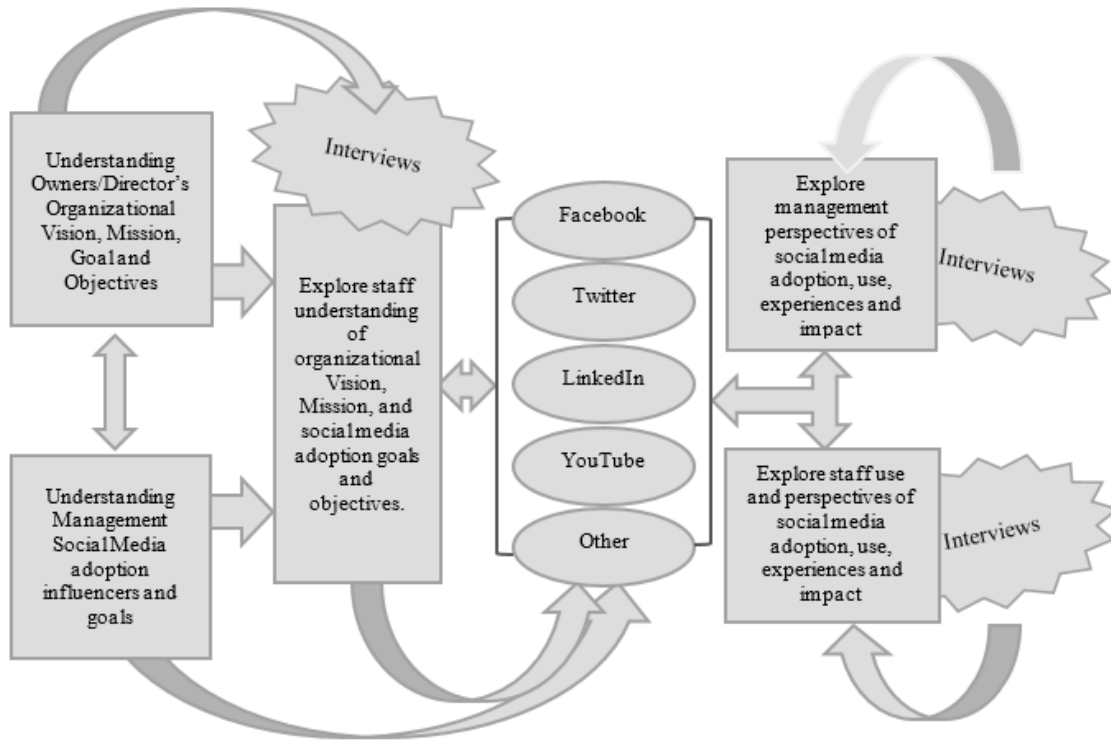 Understanding
Owners/Director's
Organizational
Vision, Mission,
Goal and
Objectives
Understanding
Management
Social Media
adoption
influencers and
goals
Interviews
Explore staff
understanding
of
organizational
Vision,
Mission, and
social media
adoption goals
and
objectives.
Facebook
Twitter
LinkedIn
YouTube
Other
Explore
management
perspectives of
social media
adoption, use,
experiences and
impact
Interviews
Explore staff use
and perspectives of
social media
adoption, use,
experiences and
impact
Interviews